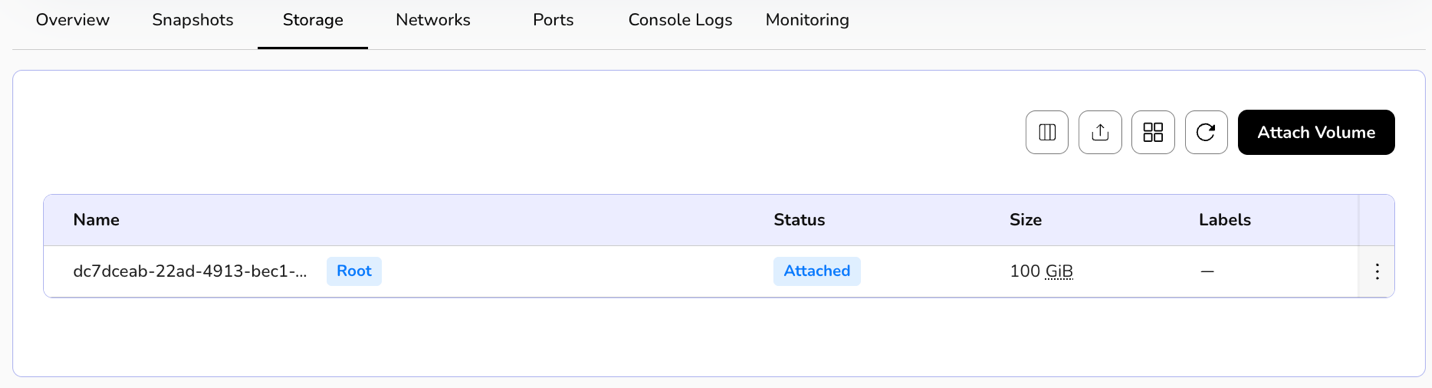 Overview Snapshots Storage Networks Ports Console Logs Monitoring
Attach Volume
Name Status Size Labels
dc7dceab-22ad-4913-bec1-... Root Attached 100 GiB —